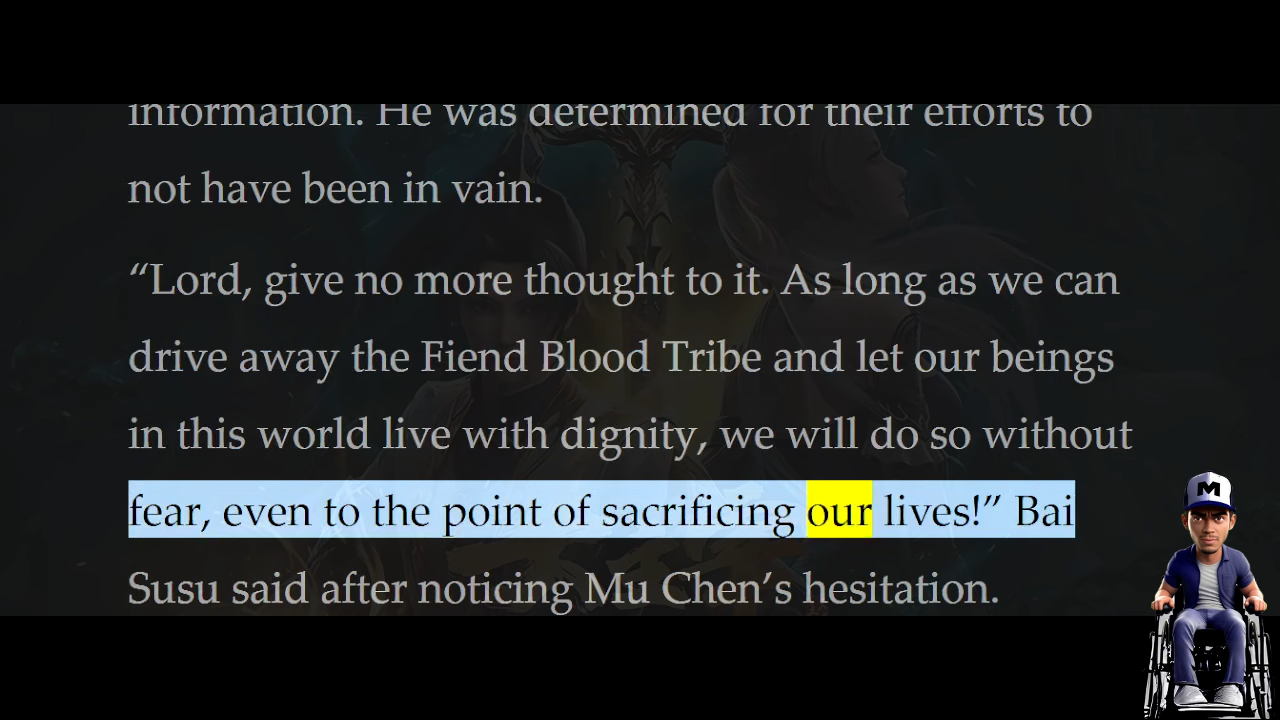 information. He was determined for their efforts to
not have been in vain.
“Lord, give no more thought to it. As long as we can
drive away the Fiend Blood Tribe and let our beings
in this world live with dignity, we will do so without
fear, even to the point of sacrificing our lives!” Bai
Susu said after noticing Mu Chen’s hesitation.
M
M